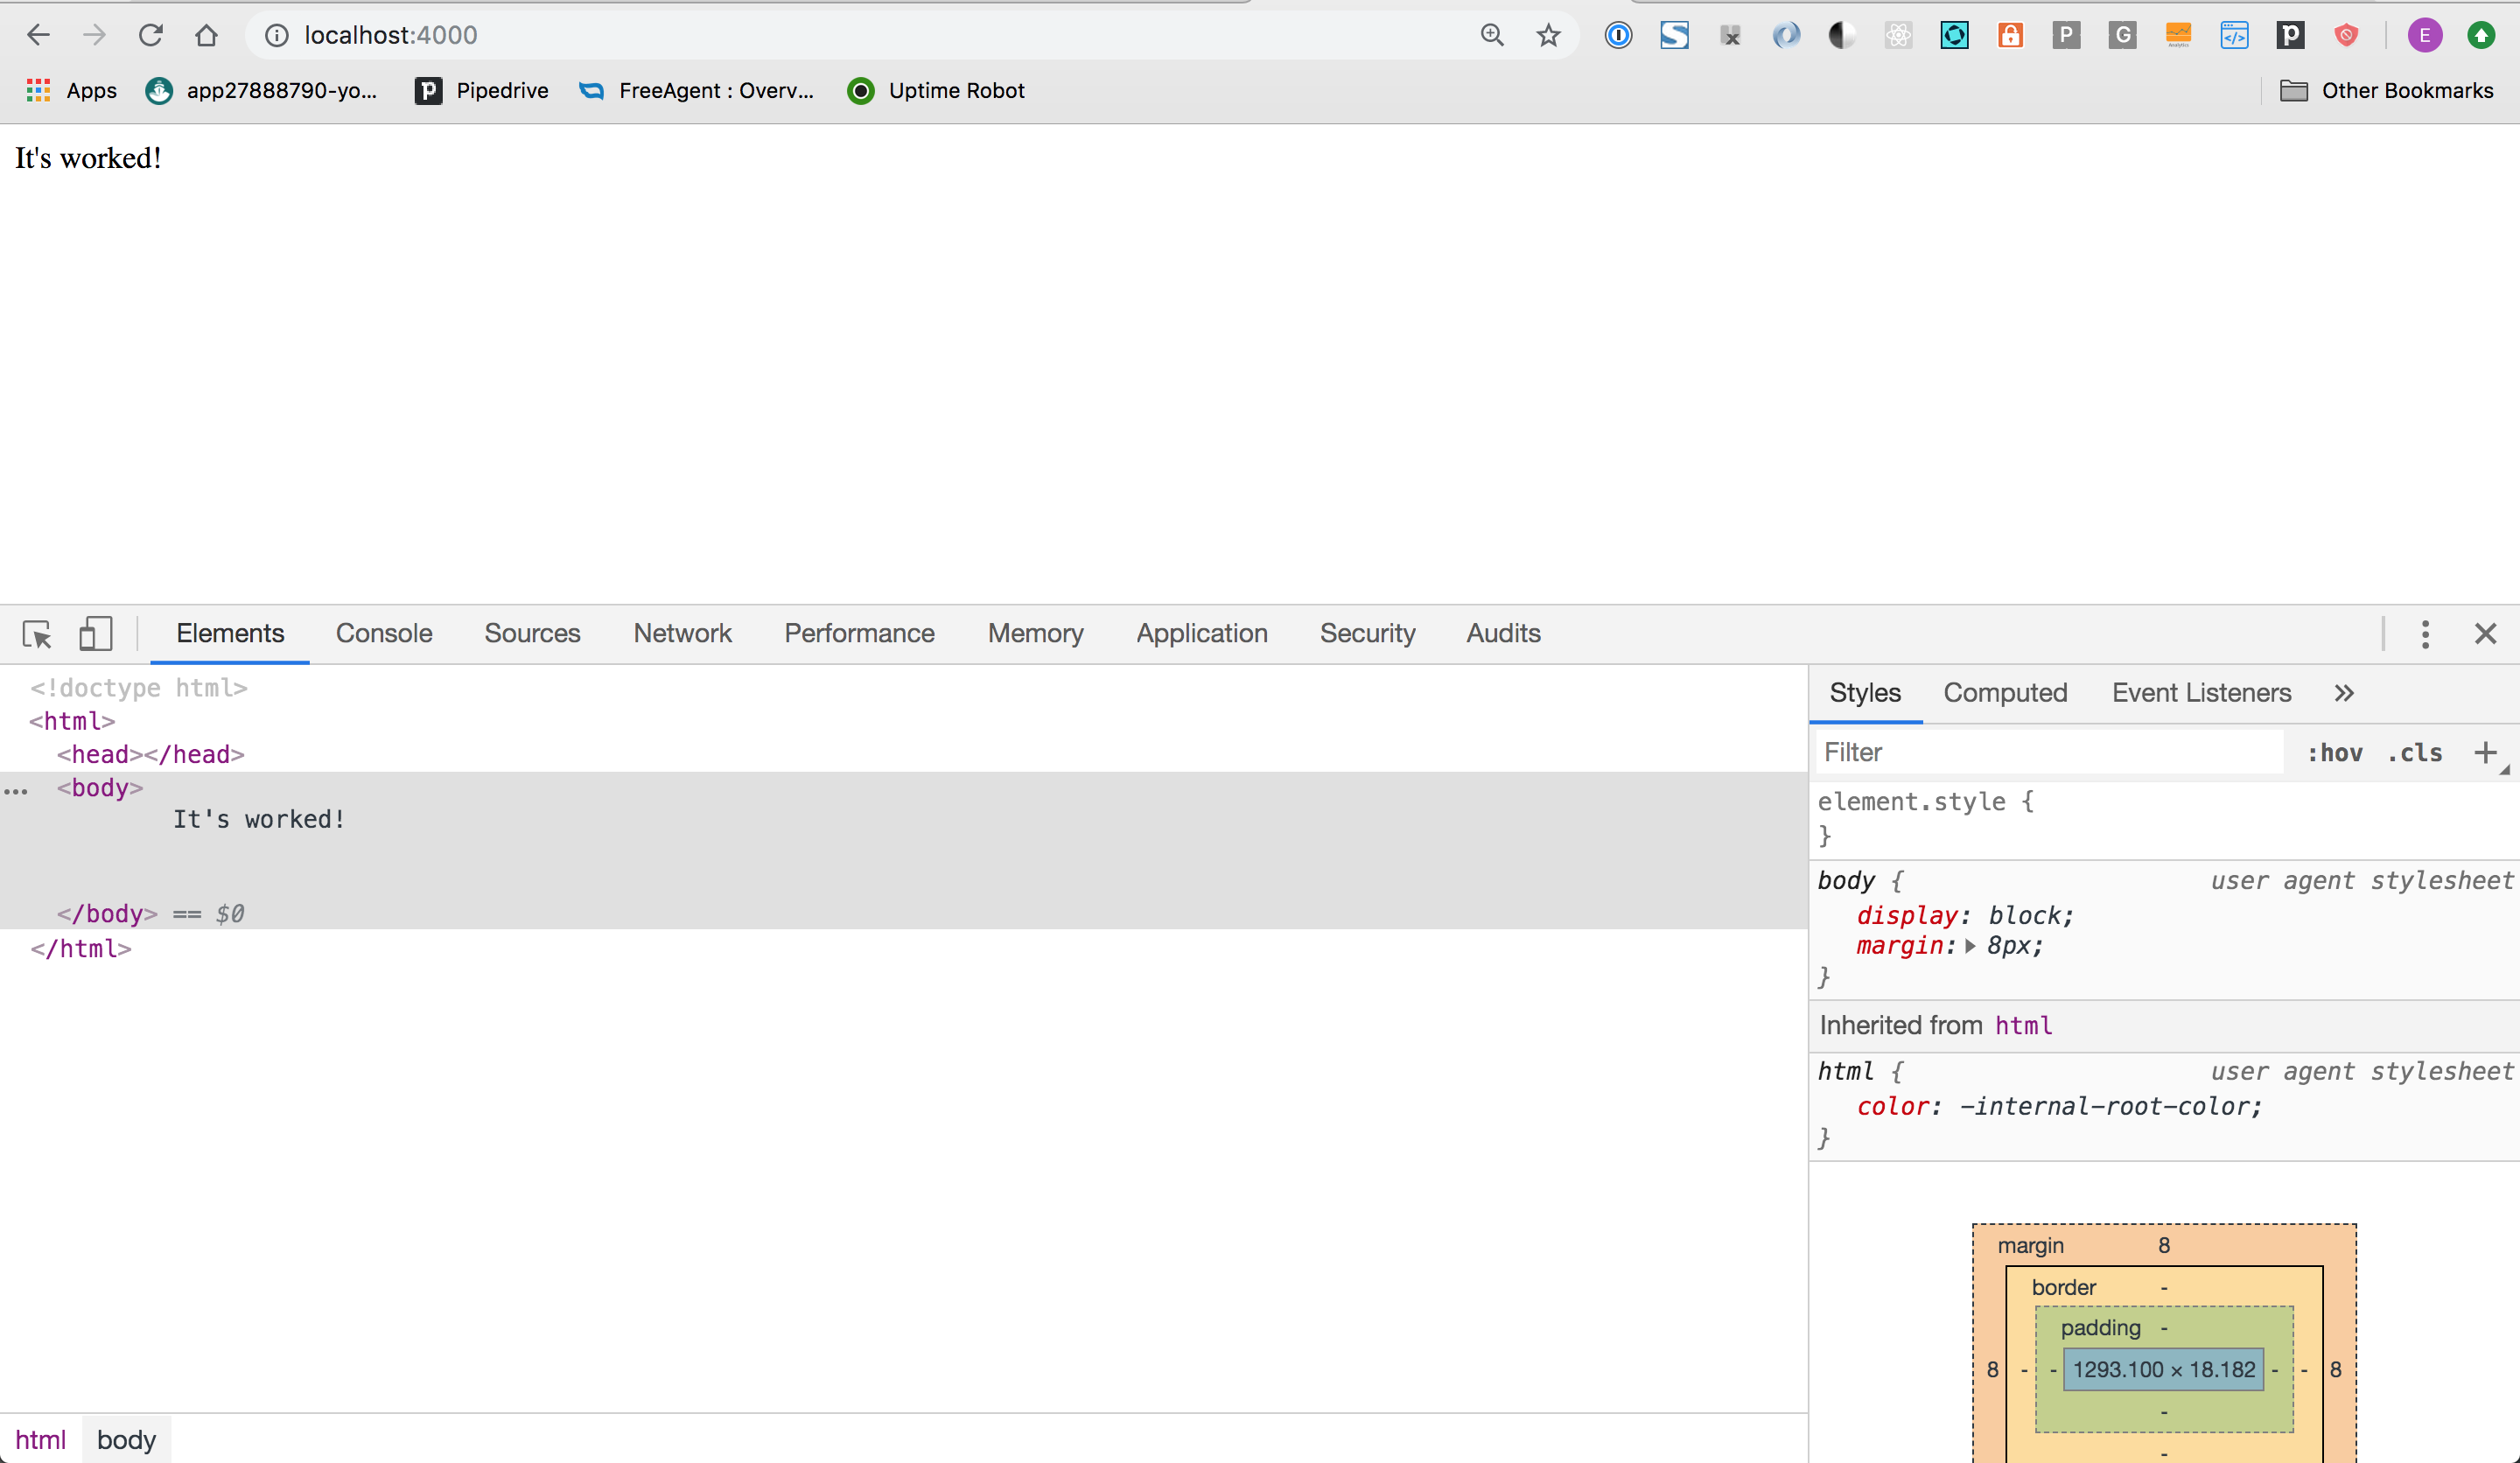 localhost:4000
P G Analytics </> p E
Apps app27888790-yo... p Pipedrive FreeAgent : Overv... Uptime Robot Other Bookmarks
It's worked!
Elements Console Sources Network Performance Memory Application Security Audits
<!doctype html>
<html>
<head></head>
<body>
It's worked!
</body> == $0
</html>
html body
Styles Computed Event Listeners »
Filter :hov .cls +
element.style {
}
body { user agent stylesheet
display: block;
margin: 8px;
}
Inherited from html
html { user agent stylesheet
color: -internal-root-color;
}
margin 8
border -
padding -
8 - - 1293.100 × 18.182 - - 8
-
-